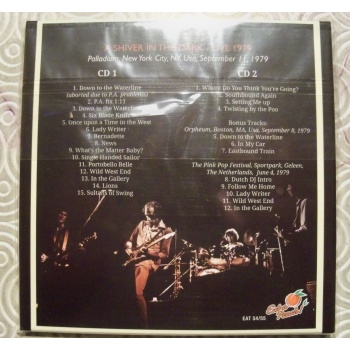 A SHIVER IN THE DARK - LIVE 1979
Palladium, New York City, NY, Usa, September 11, 1979
CD 1
1. Down to the Waterline
(aborted due to P.A. problems)
2. P.A. fix 1:11
3. Down to the Waterline
4. Six Blade Knife
5. Once upon a Time in the West
6. Lady Writer
7. Bernadette
8. News
9. What's the Matter Baby?
10. Single Handed Sailor
11. Portobello Belle
12. Wild West End
13. In the Gallery
14. Lions
15. Sultans of Swing
CD 2
1. Where Do You Think You're Going?
2. Southbound Again
3. Setting Me up
4. Twisting by the Poo
Bonus Tracks:
Orpheum, Boston, MA, Usa, September 8, 1979
5. Down to the Waterline
6. In My Car
7. Eastbound Train
The Pink Pop Festival, Sportpark, Geleen,
The Netherlands, June 4, 1979
8. Dutch DJ Intro
9. Follow Me Home
10. Lady Writer
11. Wild West End
12. In the Gallery
EAT 54/55